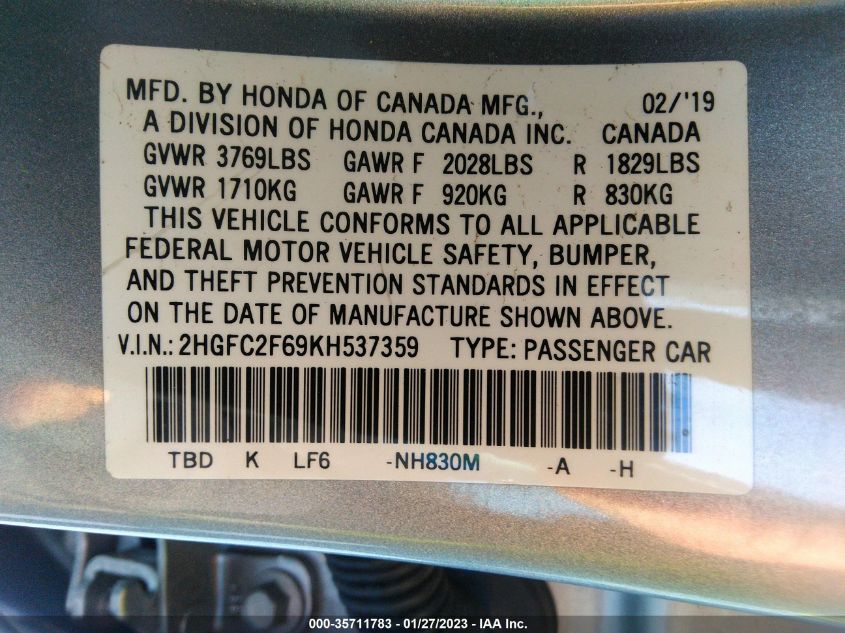 MFD. BY HONDA OF CANADA MFG., 02/'19
A DIVISION OF HONDA CANADA INC. CANADA
GVWR 3769LBS GAWR F 2028LBS R 1829LBS
GVWR 1710KG GAWR F 920KG R 830KG
THIS VEHICLE CONFORMS TO ALL APPLICABLE
FEDERAL MOTOR VEHICLE SAFETY, BUMPER,
AND THEFT PREVENTION STANDARDS IN EFFECT
ON THE DATE OF MANUFACTURE SHOWN ABOVE.
V.I.N.: 2HGFC2F69KH537359 TYPE: PASSENGER CAR
TBD K LF6 -NH830M -A -H
000-35711783 - 01/27/2023 - IAA Inc.